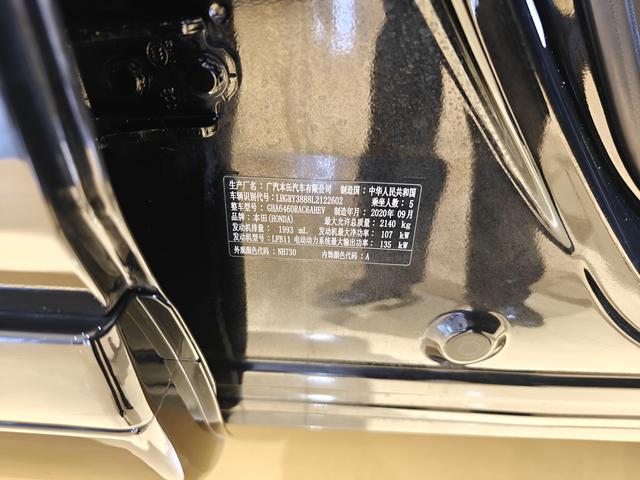 生产厂名：广汽本田汽车有限公司 制造国：中华人民共和国
车辆识别代号：LHGRY3888L2122602 乘坐人数：5
整车型号：GHA6460RAC6AHEV 制造年月：2020年09月
品牌：本田(HONDA) 最大允许总质量：2140 kg
发动机排量：1993 mL 发动机最大净功率：107 kW
发动机型号：LFB11 电动动力系统最大输出功率：135 kW
外观颜色代码：NH730 内饰颜色代码：A